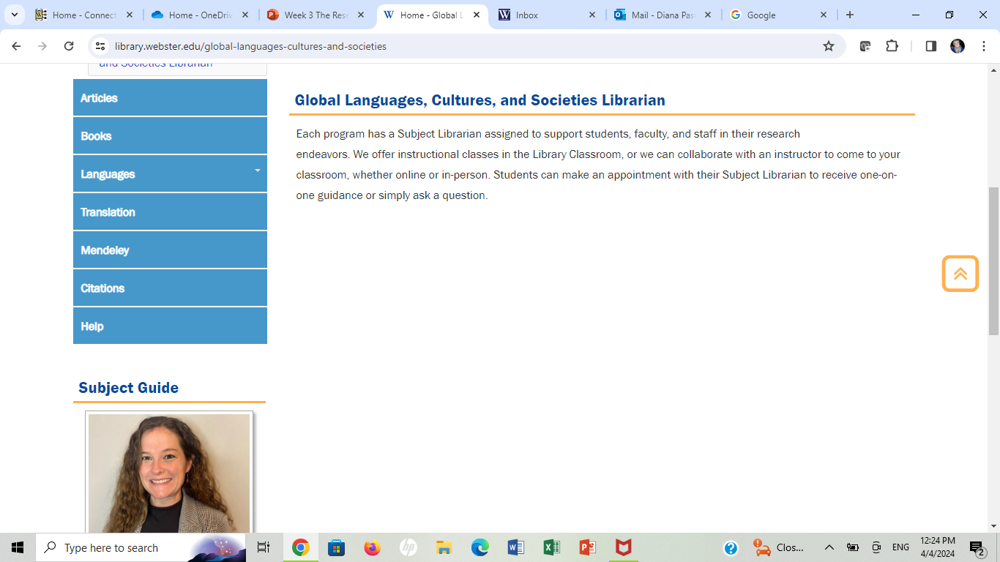 Home - Connect
Home - OneDriv
Week 3 The Rese
Home - Global L
Inbox
Mail - Diana Pas
Google
library.webster.edu/global-languages-cultures-and-societies
and Societies Librarian
Articles
Books
Languages
Translation
Mendeley
Citations
Help
Subject Guide
Global Languages, Cultures, and Societies Librarian
Each program has a Subject Librarian assigned to support students, faculty, and staff in their research
endeavors. We offer instructional classes in the Library Classroom, or we can collaborate with an instructor to come to your
classroom, whether online or in-person. Students can make an appointment with their Subject Librarian to receive one-on-
one guidance or simply ask a question.
Type here to search
Clos...
ENG
12:24 PM
4/4/2024
2